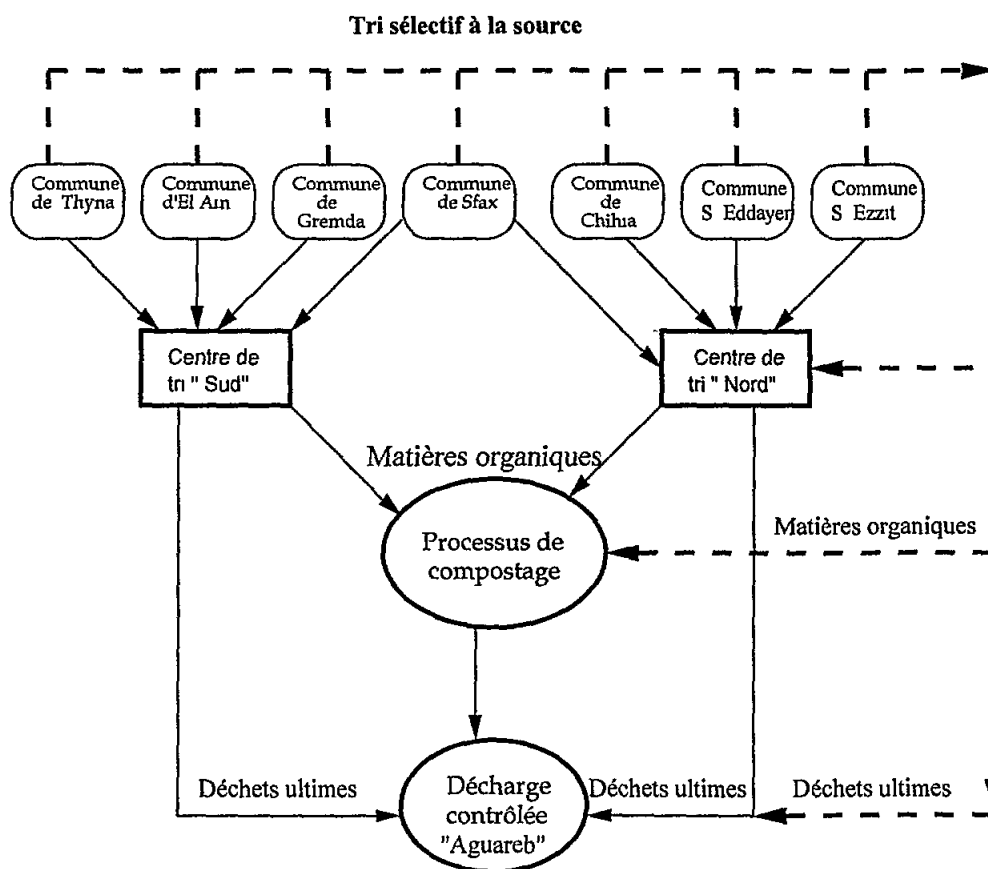 Tri sélectif à la source
Commune
de Thyna
Commune
d'El Ain
Commune
de
Gremda
Commune
de Sfax
Commune
de
Chihia
Commune
S Eddayer
Commune
S Ezzit
Centre de
tri " Sud"
Centre de
tri " Nord"
Matières organiques
Processus de
compostage
Matières organiques
Déchets ultimes
Décharge
contrôlée
"Aguareb"
Déchets ultimes
Déchets ultimes